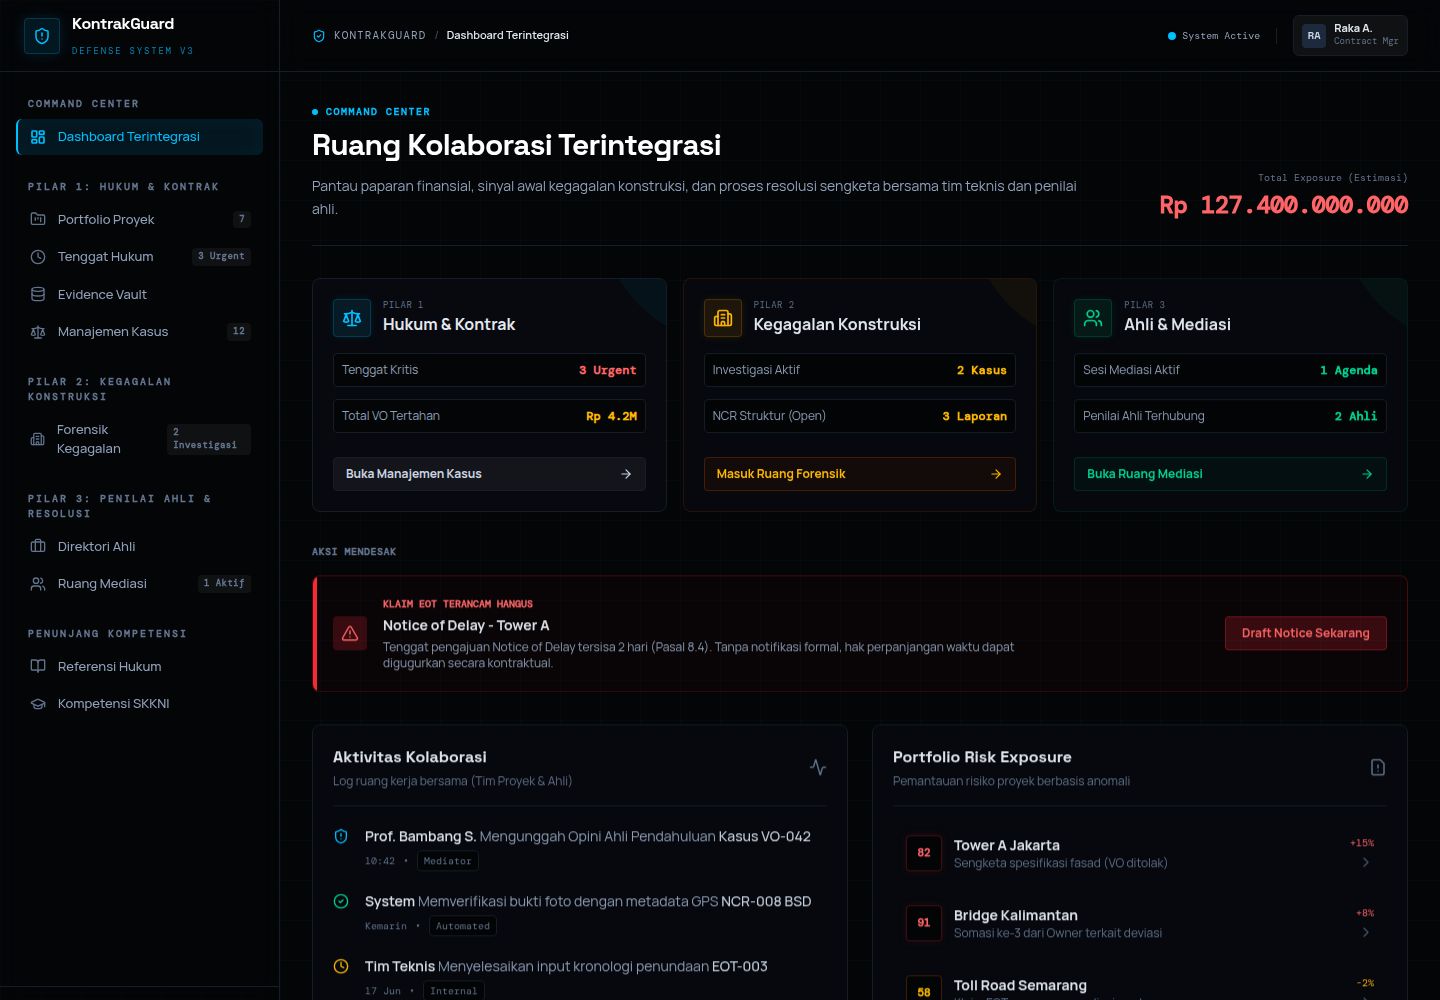 KontrakGuard
DEFENSE SYSTEM V3
COMMAND CENTER
Dashboard Terintegrasi
PILAR 1: HUKUM & KONTRAK
Portfolio Proyek 7
Tenggat Hukum 3 Urgent
Evidence Vault
Manajemen Kasus 12
PILAR 2: KEGAGALAN
KONSTRUKSI
Forensik
Kegagalan
2
Investigasi
PILAR 3: PENILAI AHLI &
RESOLUSI
Direktori Ahli
Ruang Mediasi 1 Aktif
PENUNJANG KOMPETENSI
Referensi Hukum
Kompetensi SKKNI
KONTRAKGUARD / Dashboard Terintegrasi
System Active
RA
Raka A.
Contract Mgr
COMMAND CENTER
Ruang Kolaborasi Terintegrasi
Pantau paparan finansial, sinyal awal kegagalan konstruksi, dan proses resolusi sengketa bersama tim teknis dan penilai
ahli.
Total Exposure (Estimasi)
Rp 127.400.000.000
PILAR 1
Hukum & Kontrak
Tenggat Kritis 3 Urgent
Total VO Tertahan Rp 4.2M
Buka Manajemen Kasus
PILAR 2
Kegagalan Konstruksi
Investigasi Aktif 2 Kasus
NCR Struktur (Open) 3 Laporan
Masuk Ruang Forensik
PILAR 3
Ahli & Mediasi
Sesi Mediasi Aktif 1 Agenda
Penilai Ahli Terhubung 2 Ahli
Buka Ruang Mediasi
AKSI MENDESAK
KLAIM EOT TERANCAM HANGUS
Notice of Delay - Tower A
Tenggat pengajuan Notice of Delay tersisa 2 hari (Pasal 8.4). Tanpa notifikasi formal, hak perpanjangan waktu dapat
digugurkan secara kontraktual.
Draft Notice Sekarang
Aktivitas Kolaborasi
Log ruang kerja bersama (Tim Proyek & Ahli)
Prof. Bambang S. Mengunggah Opini Ahli Pendahuluan Kasus VO-042
10:42 • Mediator
System Memverifikasi bukti foto dengan metadata GPS NCR-008 BSD
Kemarin • Automated
Tim Teknis Menyelesaikan input kronologi penundaan EOT-003
17 Jun • Internal
Portfolio Risk Exposure
Pemantauan risiko proyek berbasis anomali
82
Tower A Jakarta
Sengketa spesifikasi fasad (VO ditolak)
+15%
91
Bridge Kalimantan
Somasi ke-3 dari Owner terkait deviasi
+8%
58
Toll Road Semarang
-2%